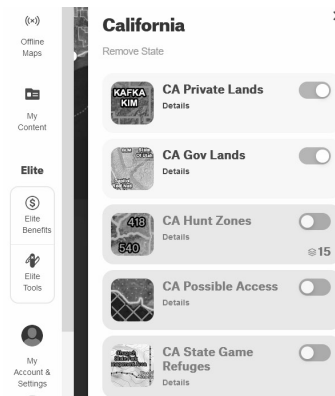 Offline
Maps
My
Content
Elite
Elite
Benefits
Elite
Tools
My
Account &
Settings
California
Remove State
KAFKA
KIM
CA Private Lands
Details
CA Gov Lands
Details
418
540
CA Hunt Zones
Details
15
CA Possible Access
Details
CA State Game
Refuges
Details